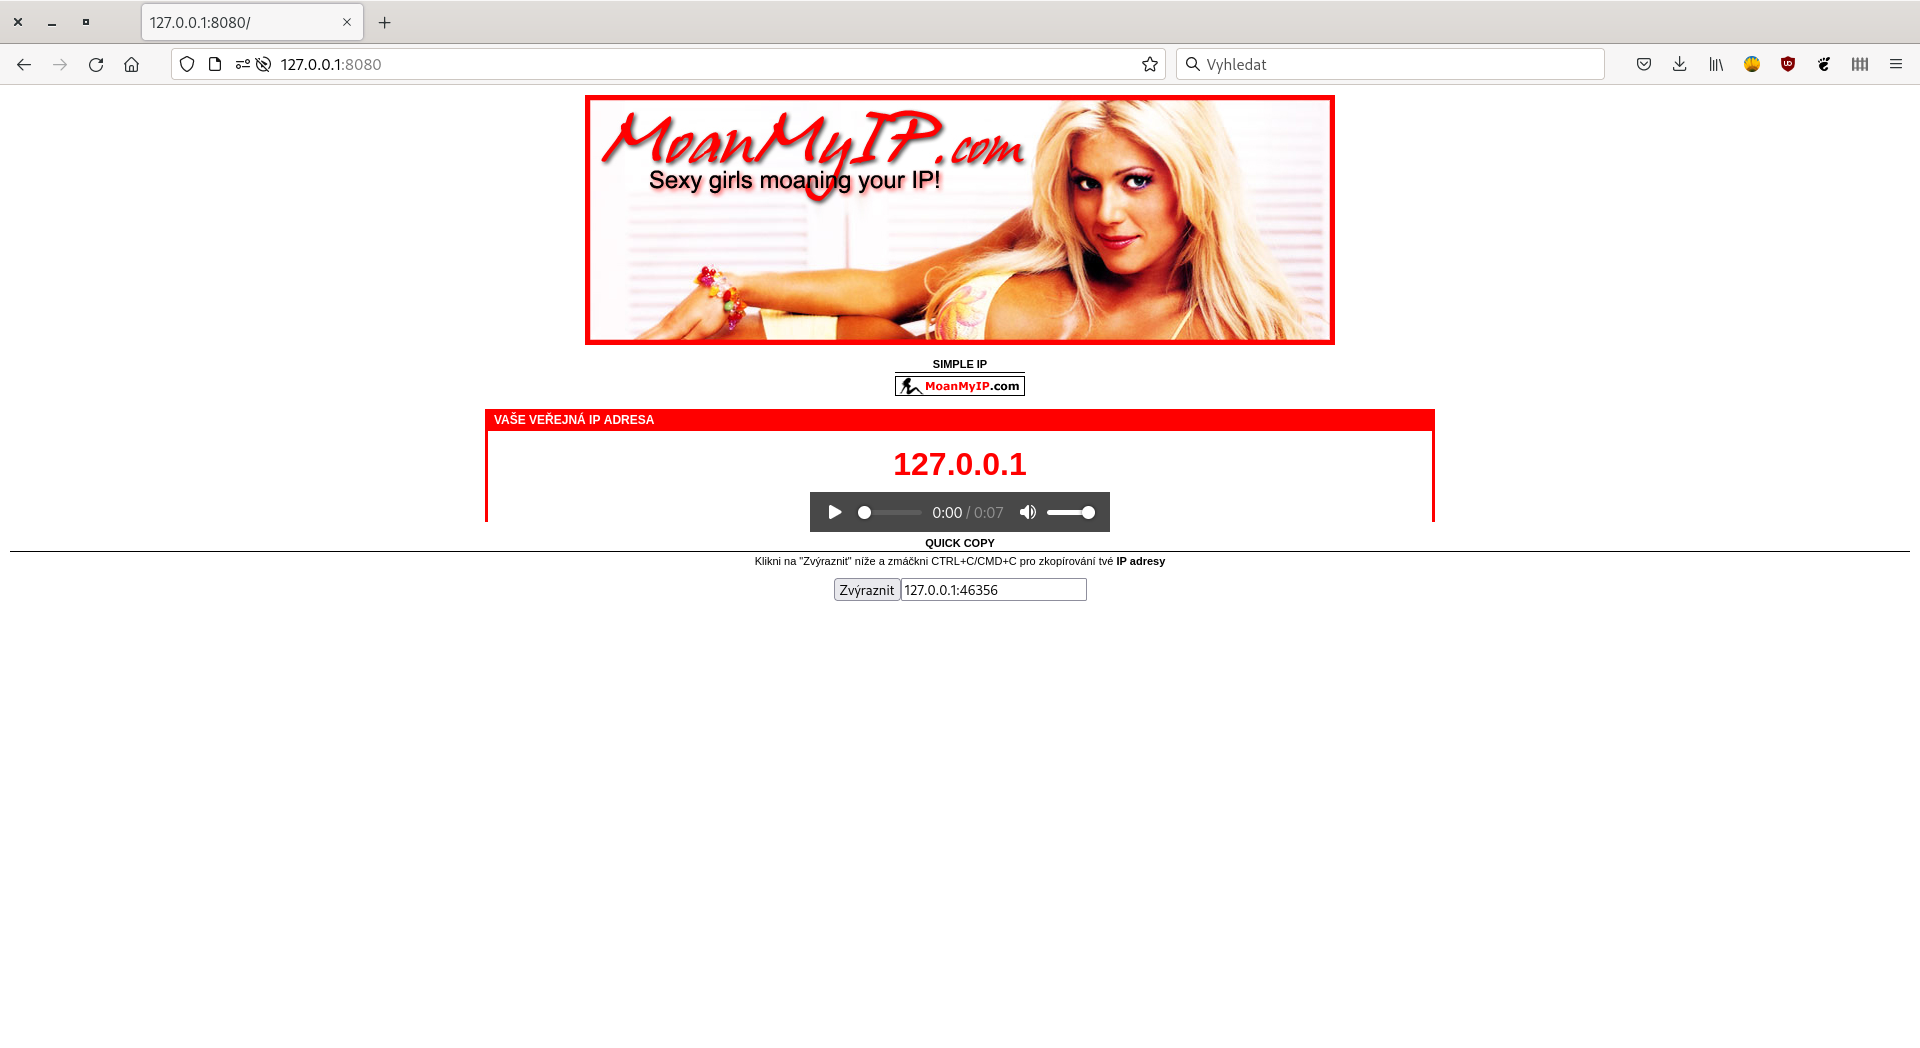 127.0.0.1:8080/
127.0.0.1:8080
Vyhledat
MoanMyIP.com
Sexy girls moaning your IP!
SIMPLE IP
MoanMyIP.com
VAŠE VEŘEJNÁ IP ADRESA
127.0.0.1
0:00 / 0:07
QUICK COPY
Klikni na "Zvýraznit" níže a zmáčkni CTRL+C/CMD+C pro zkopírování tvé IP adresy
Zvýraznit 127.0.0.1:46356